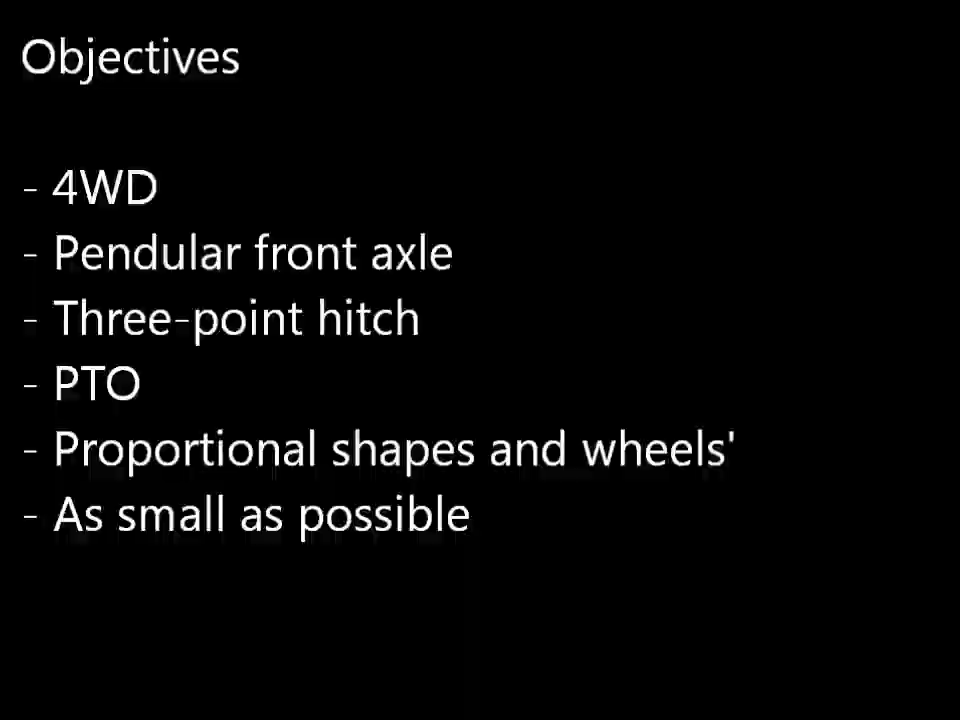 Objectives
- 4WD
- Pendular front axle
- Three-point hitch
- PTO
- Proportional shapes and wheels'
- As small as possible